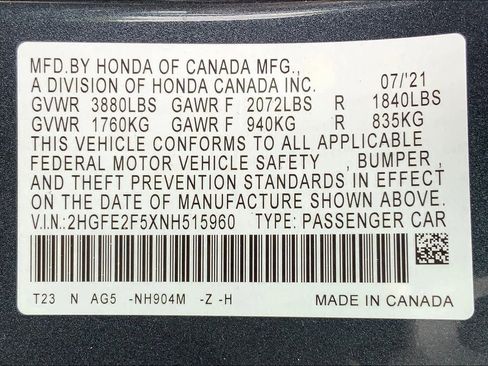 MFD.BY HONDA OF CANADA MFG.,
A DIVISION OF HONDA CANADA INC. 07/'21
GVWR 3880LBS GAWR F 2072LBS R 1840LBS
GVWR 1760KG GAWR F 940KG R 835KG
THIS VEHICLE CONFORMS TO ALL APPLICABLE
FEDERAL MOTOR VEHICLE SAFETY , BUMPER ,
AND THEFT PREVENTION STANDARDS IN EFFECT
ON THE DATE OF MANUFACTURE SHOWN ABOVE.
V.I.N.:2HGFE2F5XNH515960 TYPE: PASSENGER CAR
T23 N AG5 -NH904M -Z -H MADE IN CANADA